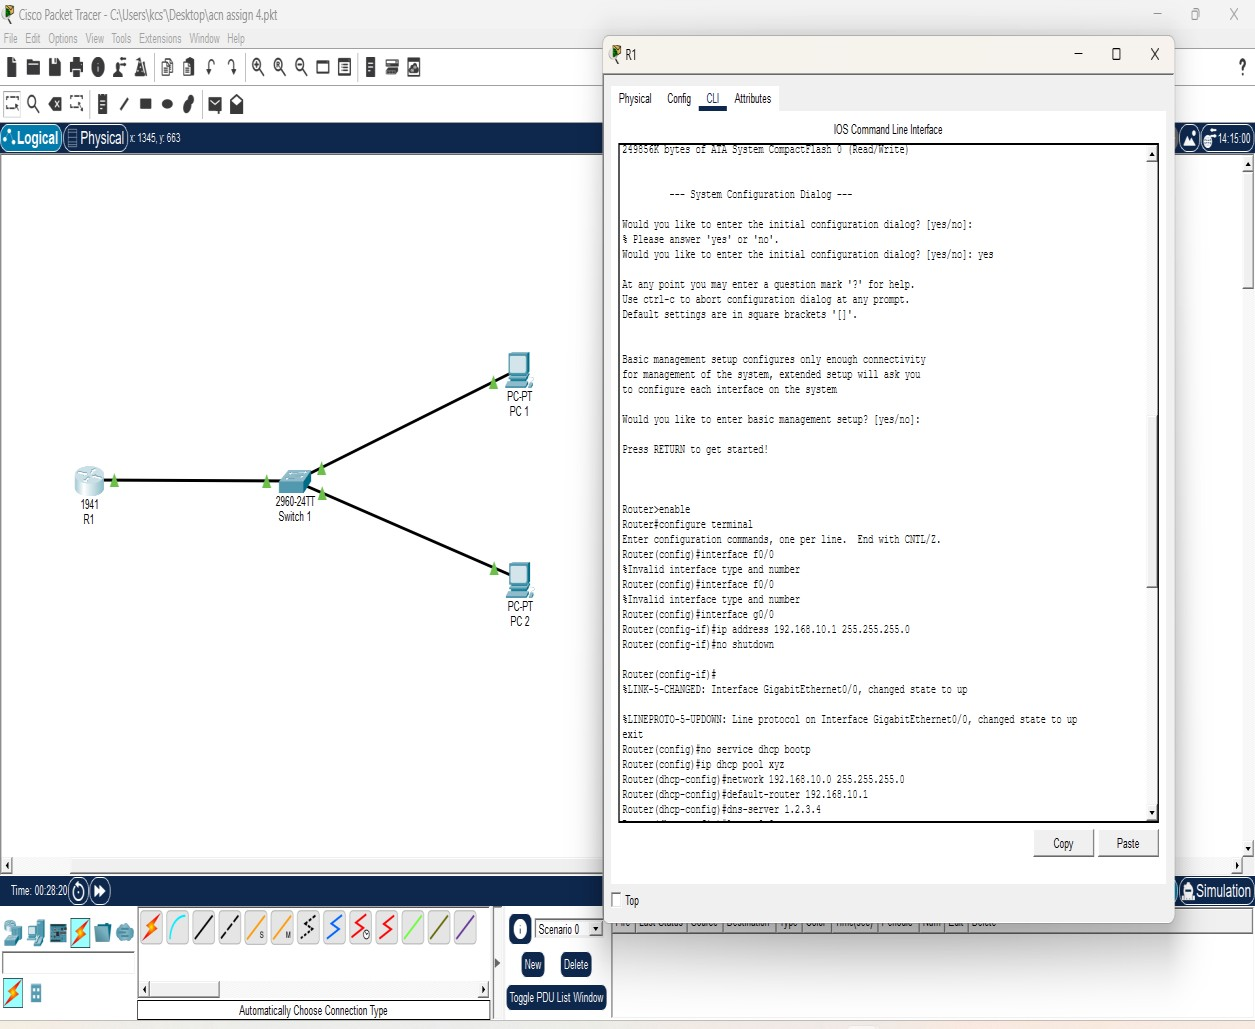 Cisco Packet Tracer - C:\Users\kcs'\Desktop\acn assign 4.pkt
File Edit Options View Tools Extensions Window Help
?
Logical
Physical
x: 1345, y: 663
14:15:00
R1
Physical Config CLI Attributes
IOS Command Line Interface
249856K bytes of ATA System CompactFlash 0 (Read/Write)
--- System Configuration Dialog ---
Would you like to enter the initial configuration dialog? [yes/no]:
% Please answer 'yes' or 'no'.
Would you like to enter the initial configuration dialog? [yes/no]: yes
At any point you may enter a question mark '?' for help.
Use ctrl-c to abort configuration dialog at any prompt.
Default settings are in square brackets '[]'.
Basic management setup configures only enough connectivity
for management of the system, extended setup will ask you
to configure each interface on the system
Would you like to enter basic management setup? [yes/no]:
Press RETURN to get started!
Router>enable
Router#configure terminal
Enter configuration commands, one per line.  End with CNTL/Z.
Router(config)#interface f0/0
%Invalid interface type and number
Router(config)#interface f0/0
%Invalid interface type and number
Router(config)#interface g0/0
Router(config-if)#ip address 192.168.10.1 255.255.255.0
Router(config-if)#no shutdown
Router(config-if)#
%LINK-5-CHANGED: Interface GigabitEthernet0/0, changed state to up
%LINEPROTO-5-UPDOWN: Line protocol on Interface GigabitEthernet0/0, changed state to up
exit
Router(config)#no service dhcp bootp
Router(config)#ip dhcp pool xyz
Router(dhcp-config)#network 192.168.10.0 255.255.255.0
Router(dhcp-config)#default-router 192.168.10.1
Router(dhcp-config)#dns-server 1.2.3.4
Copy
Paste
Top
PC-PT
PC 1
1941
R1
2960-24TT
Switch 1
PC-PT
PC 2
Time: 00:28:20
Simulation
S
M
Scenario 0
New
Delete
Toggle PDU List Window
Fire Last Status Source Destination Type Color Time(sec) Periodic Num Edit Delete
Automatically Choose Connection Type